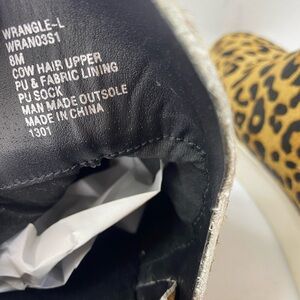 WRANGLE-L
WRAN03S1
8M
COW HAIR UPPER
PU & FABRIC LINING
PU SOCK
MAN MADE OUTSOLE
MADE IN CHINA
1301